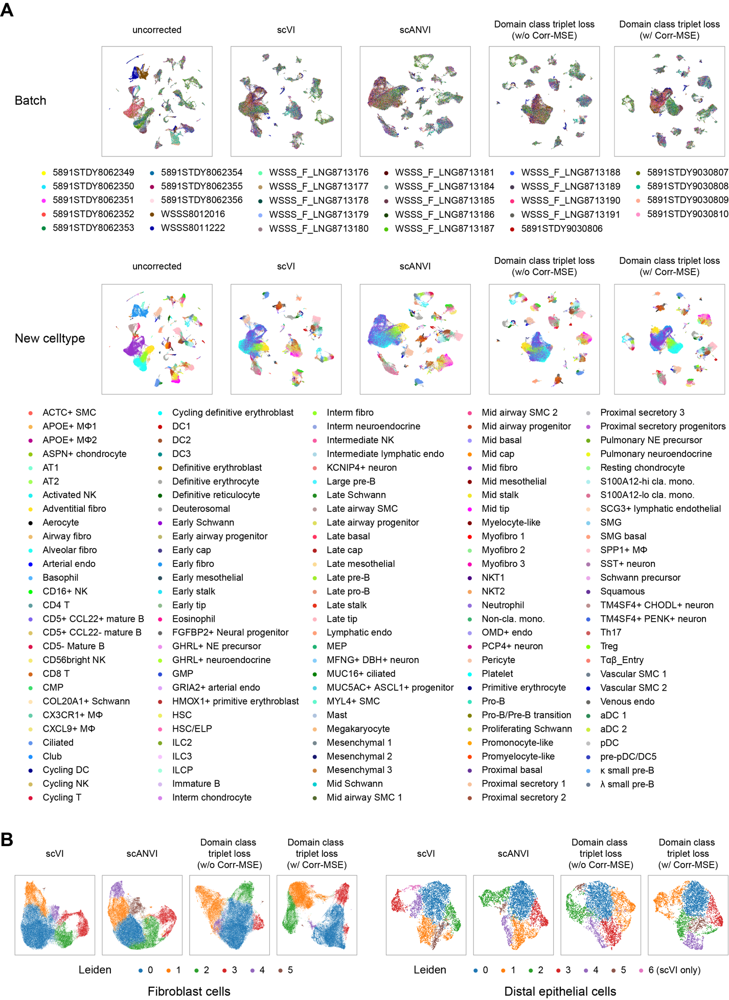 A
uncorrected
scVI
scANVI
Domain class triplet loss
(w/o Corr-MSE)
Domain class triplet loss
(w/ Corr-MSE)
Batch
5891STDY8062349
5891STDY8062350
5891STDY8062351
5891STDY8062352
5891STDY8062353
5891STDY8062354
5891STDY8062355
5891STDY8062356
WSSS8012016
WSSS8011222
WSSS_F_LNG8713176
WSSS_F_LNG8713177
WSSS_F_LNG8713178
WSSS_F_LNG8713179
WSSS_F_LNG8713180
WSSS_F_LNG8713181
WSSS_F_LNG8713184
WSSS_F_LNG8713185
WSSS_F_LNG8713186
WSSS_F_LNG8713187
WSSS_F_LNG8713188
WSSS_F_LNG8713189
WSSS_F_LNG8713190
WSSS_F_LNG8713191
5891STDY9030806
5891STDY9030807
5891STDY9030808
5891STDY9030809
5891STDY9030810
uncorrected
scVI
scANVI
Domain class triplet loss
(w/o Corr-MSE)
Domain class triplet loss
(w/ Corr-MSE)
New celltype
ACTC+ SMC
APOE+ MΦ1
APOE+ MΦ2
ASPN+ chondrocyte
AT1
AT2
Activated NK
Adventitial fibro
Aerocyte
Airway fibro
Alveolar fibro
Arterial endo
Basophil
CD16+ NK
CD4 T
CD5+ CCL22+ mature B
CD5+ CCL22- mature B
CD5- Mature B
CD56bright NK
CD8 T
CMP
COL20A1+ Schwann
CX3CR1+ MΦ
CXCL9+ MΦ
Ciliated
Club
Cycling DC
Cycling NK
Cycling T
Cycling definitive erythroblast
DC1
DC2
DC3
Definitive erythroblast
Definitive erythrocyte
Definitive reticulocyte
Deuterosomal
Early Schwann
Early airway progenitor
Early cap
Early fibro
Early mesothelial
Early stalk
Early tip
Eosinophil
FGFBP2+ Neural progenitor
GHRL+ NE precursor
GHRL+ neuroendocrine
GMP
GRIA2+ arterial endo
HMOX1+ primitive erythroblast
HSC
HSC/ELP
ILC2
ILC3
ILCP
Immature B
Interm chondrocyte
Interm fibro
Interm neuroendocrine
Intermediate NK
Intermediate lymphatic endo
KCNIP4+ neuron
Large pre-B
Late Schwann
Late airway SMC
Late airway progenitor
Late basal
Late cap
Late mesothelial
Late pre-B
Late pro-B
Late stalk
Late tip
Lymphatic endo
MEP
MFNG+ DBH+ neuron
MUC16+ ciliated
MUC5AC+ ASCL1+ progenitor
MYL4+ SMC
Mast
Megakaryocyte
Mesenchymal 1
Mesenchymal 2
Mesenchymal 3
Mid Schwann
Mid airway SMC 1
Mid airway SMC 2
Mid airway progenitor
Mid basal
Mid cap
Mid fibro
Mid mesothelial
Mid stalk
Mid tip
Myelocyte-like
Myofibro 1
Myofibro 2
Myofibro 3
NKT1
NKT2
Neutrophil
Non-cla. mono.
OMD+ endo
PCP4+ neuron
Pericyte
Platelet
Primitive erythrocyte
Pro-B
Pro-B/Pre-B transition
Proliferating Schwann
Promonocyte-like
Promyelocyte-like
Proximal basal
Proximal secretory 1
Proximal secretory 2
Proximal secretory 3
Proximal secretory progenitors
Pulmonary NE precursor
Pulmonary neuroendocrine
Resting chondrocyte
S100A12-hi cla. mono.
S100A12-lo cla. mono.
SCG3+ lymphatic endothelial
SMG
SMG basal
SPP1+ MΦ
SST+ neuron
Schwann precursor
Squamous
TM4SF4+ CHODL+ neuron
TM4SF4+ PENK+ neuron
Th17
Treg
Tαβ_Entry
Vascular SMC 1
Vascular SMC 2
Venous endo
aDC 1
aDC 2
pDC
pre-pDC/DC5
κ small pre-B
λ small pre-B
B
scVI
scANVI
Domain class
triplet loss
(w/o Corr-MSE)
Domain class
triplet loss
(w/ Corr-MSE)
scVI
scANVI
Domain class
triplet loss
(w/o Corr-MSE)
Domain class
triplet loss
(w/ Corr-MSE)
Leiden 0 1 2 3 4 5
Leiden 0 1 2 3 4 5 6 (scVI only)
Fibroblast cells
Distal epithelial cells